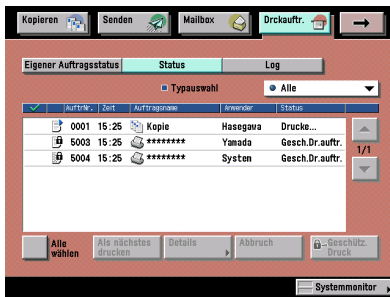 Kopieren Senden Mailbox Drckauftr.
Eigener Auftragsstatus Status Log
Typauswahl Alle
AuftrNr. Zeit Auftragsname Anwender Status
0001 15:25 Kopie Hasegawa Drucke...
5003 15:25 ******** Yamada Gesch.Dr.auftr.
5004 15:25 ******** System Gesch.Dr.auftr.
1/1
Alle wählen Als nächstes drucken Details Abbruch Geschütz. Druck
Systemmonitor